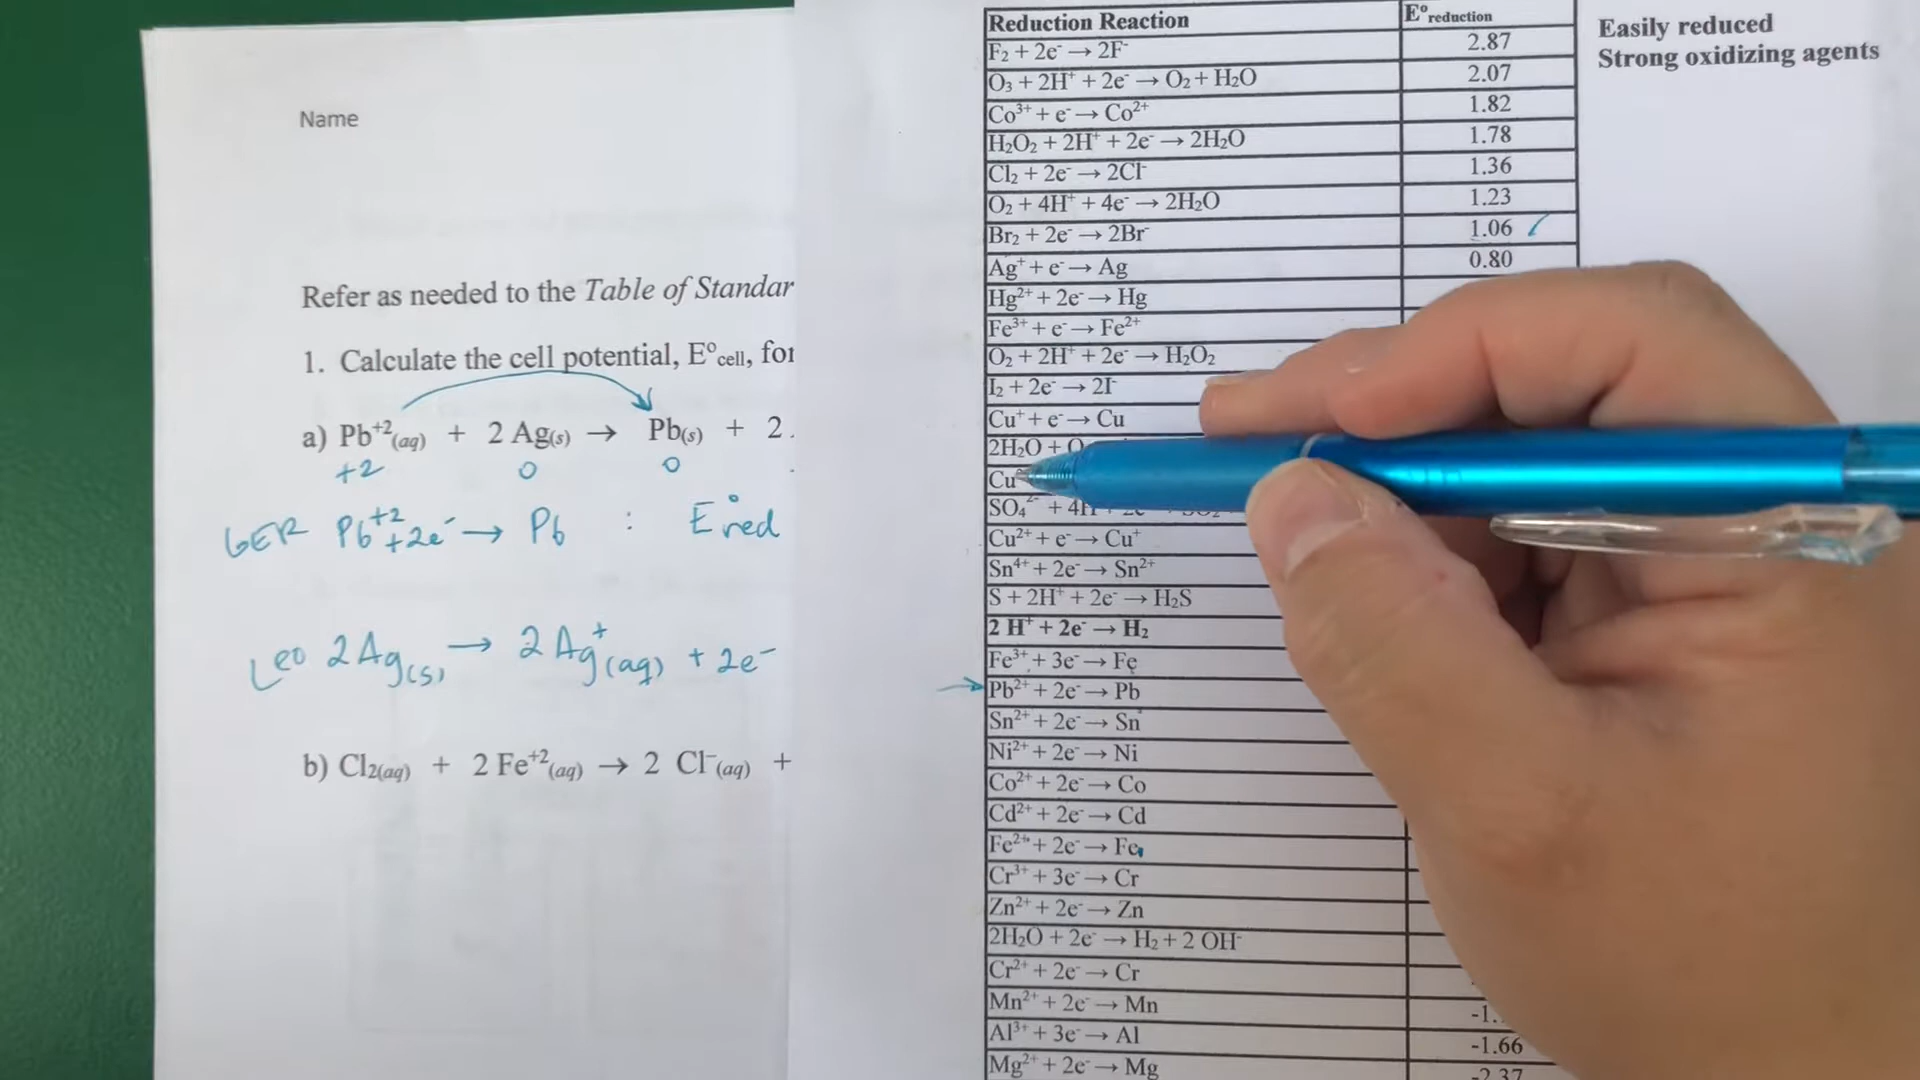 Name
Refer as needed to the Table of Standar
1. Calculate the cell potential, E°cell, for
a) Pb⁺²(aq) + 2 Ag(s) → Pb(s) + 2
+2 0 0
GER Pb⁺² + 2e⁻ → Pb : E°red
Leo 2Ag(s) → 2Ag⁺(aq) + 2e⁻
b) Cl₂(aq) + 2 Fe⁺²(aq) → 2 Cl⁻(aq) +
Reduction Reaction E°reduction
F₂ + 2e⁻ → 2F⁻ 2.87
O₃ + 2H⁺ + 2e⁻ → O₂ + H₂O 2.07
Co³⁺ + e⁻ → Co²⁺ 1.82
H₂O₂ + 2H⁺ + 2e⁻ → 2H₂O 1.78
Cl₂ + 2e⁻ → 2Cl⁻ 1.36
O₂ + 4H⁺ + 4e⁻ → 2H₂O 1.23
Br₂ + 2e⁻ → 2Br⁻ 1.06
Ag⁺ + e⁻ → Ag 0.80
Hg²⁺ + 2e⁻ → Hg
Fe³⁺ + e⁻ → Fe²⁺
O₂ + 2H⁺ + 2e⁻ → H₂O₂
I₂ + 2e⁻ → 2I⁻
Cu⁺ + e⁻ → Cu
2H₂O + O
Cu
SO₄²⁻ + 4H
Cu²⁺ + e⁻ → Cu⁺
Sn⁴⁺ + 2e⁻ → Sn²⁺
S + 2H⁺ + 2e⁻ → H₂S
2 H⁺ + 2e⁻ → H₂
Fe³⁺ + 3e⁻ → Fe
Pb²⁺ + 2e⁻ → Pb
Sn²⁺ + 2e⁻ → Sn
Ni²⁺ + 2e⁻ → Ni
Co²⁺ + 2e⁻ → Co
Cd²⁺ + 2e⁻ → Cd
Fe²⁺ + 2e⁻ → Fe
Cr³⁺ + 3e⁻ → Cr
Zn²⁺ + 2e⁻ → Zn
2H₂O + 2e⁻ → H₂ + 2 OH⁻
Cr²⁺ + 2e⁻ → Cr
Mn²⁺ + 2e⁻ → Mn -1.
Al³⁺ + 3e⁻ → Al -1.66
Mg²⁺ + 2e⁻ → Mg -2.37
Easily reduced
Strong oxidizing agents